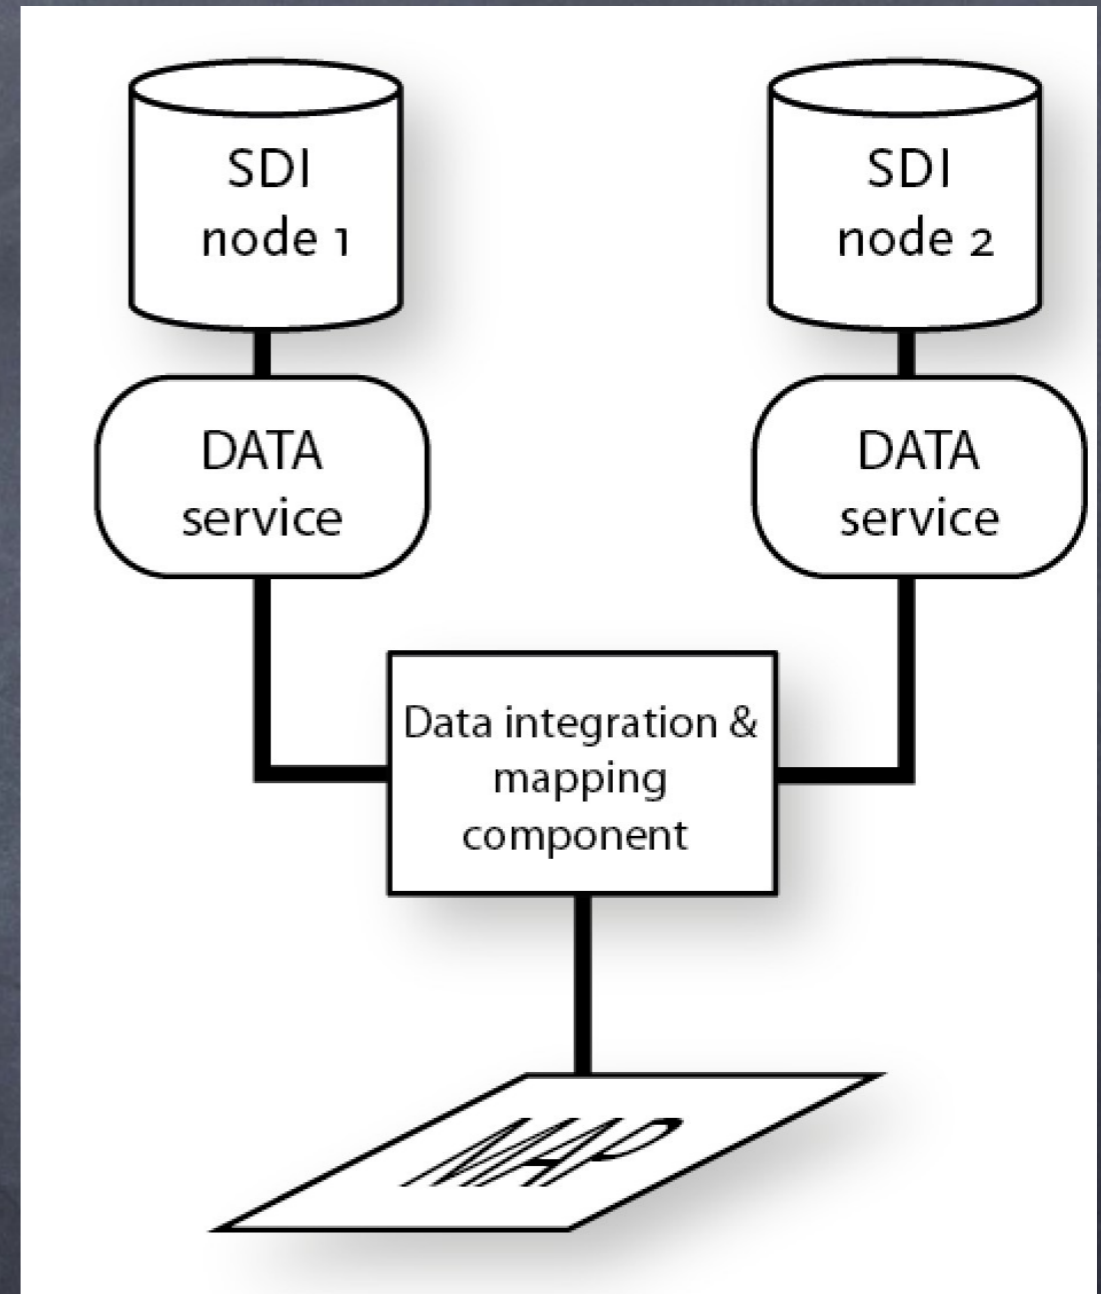 SDI
node 1
SDI
node 2
DATA
service
DATA
service
Data integration &
mapping
component
MAP